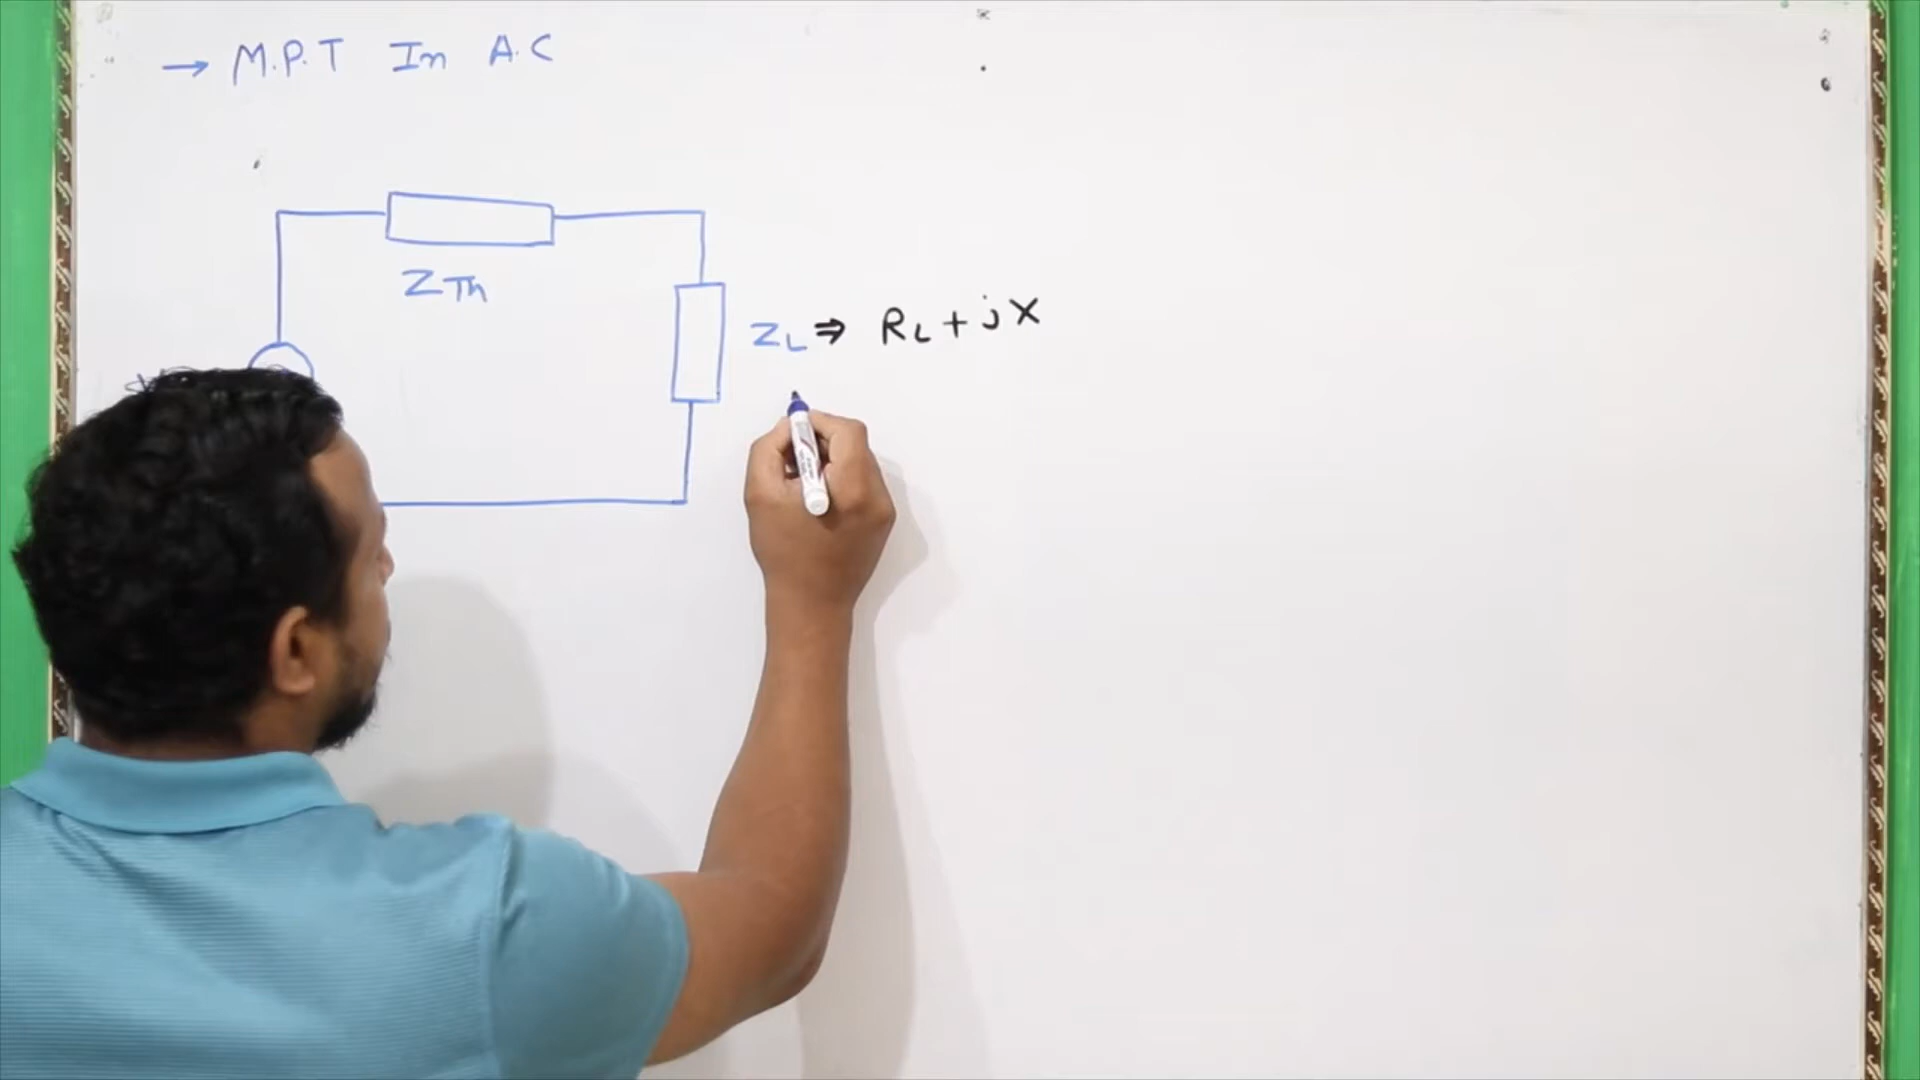 → M.P.T In A.C
ZTh
ZL ⇒ RL + jX